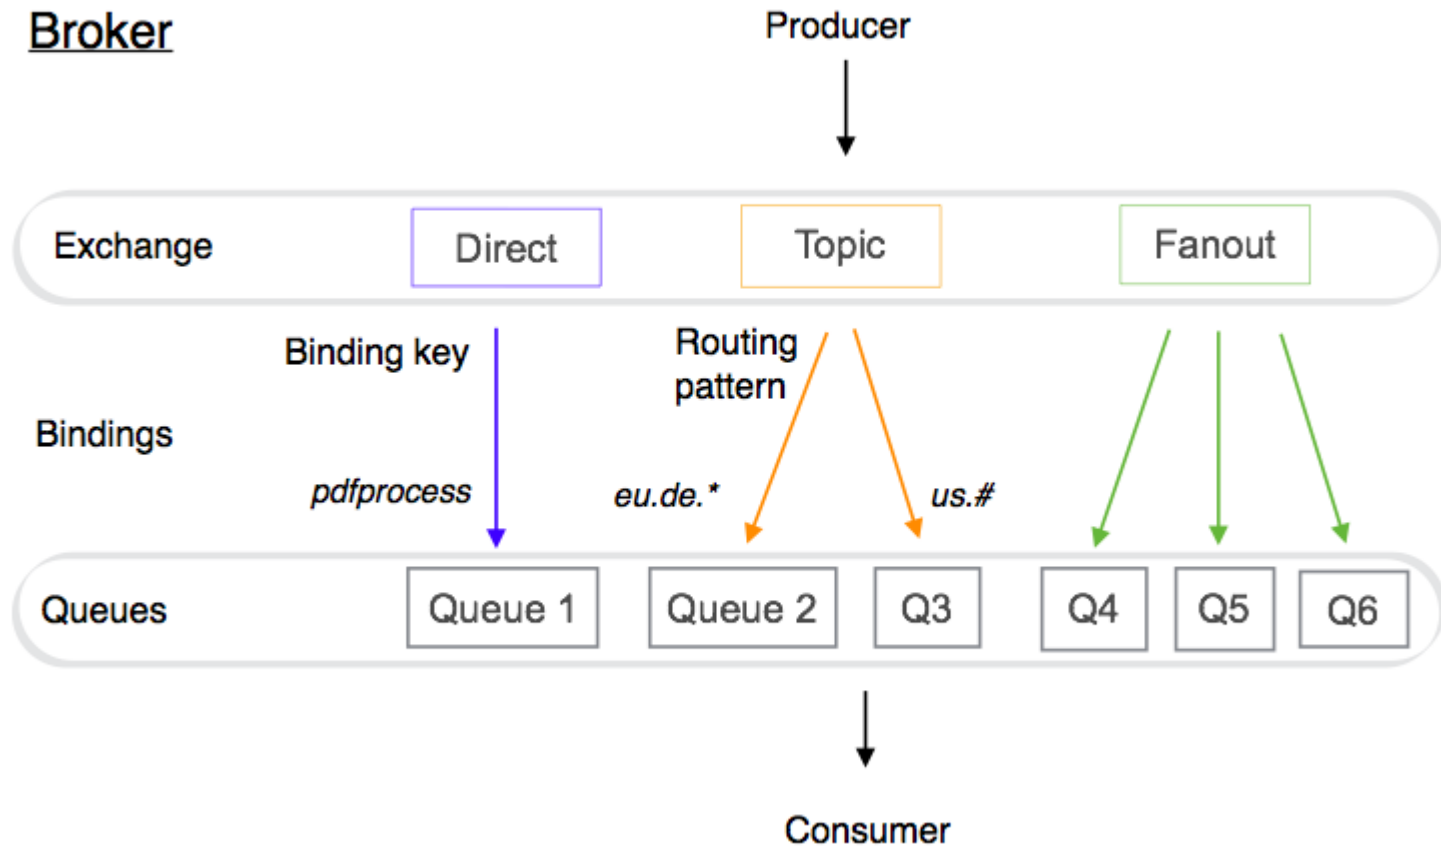 Broker
Producer
Exchange
Direct
Topic
Fanout
Binding key
Routing
pattern
Bindings
pdfprocess
eu.de.*
us.#
Queues
Queue 1
Queue 2
Q3
Q4
Q5
Q6
Consumer